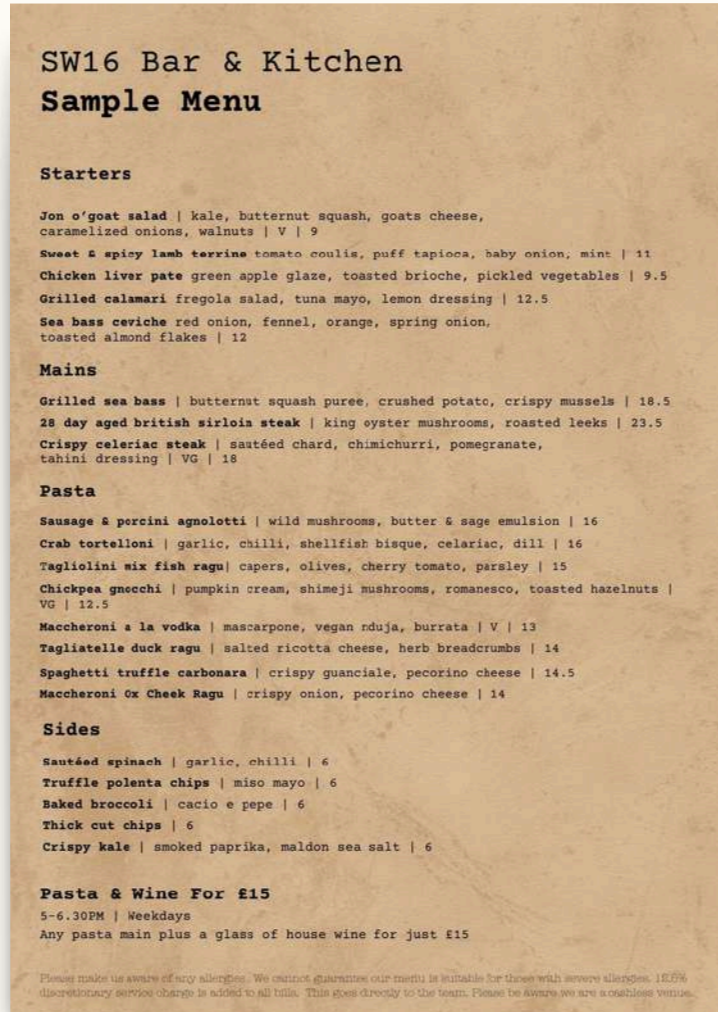 SW16 Bar & Kitchen
Sample Menu
Starters
Jon o'goat salad | kale, butternut squash, goats cheese,
caramelized onions, walnuts | V | 9
Sweet & spicy lamb terrine tomato coulis, puff tapioca, baby onion, mint | 11
Chicken liver pate green apple glaze, toasted brioche, pickled vegetables | 9.5
Grilled calamari fregola salad, tuna mayo, lemon dressing | 12.5
Sea bass ceviche red onion, fennel, orange, spring onion,
toasted almond flakes | 12
Mains
Grilled sea bass | butternut squash puree, crushed potato, crispy mussels | 18.5
28 day aged british sirloin steak | king oyster mushrooms, roasted leeks | 23.5
Crispy celeriac steak | sautéed chard, chimichurri, pomegranate,
tahini dressing | VG | 18
Pasta
Sausage & porcini agnolotti | wild mushrooms, butter & sage emulsion | 16
Crab tortelloni | garlic, chilli, shellfish bisque, celariac, dill | 16
Tagliolini mix fish ragu| capers, olives, cherry tomato, parsley | 15
Chickpea gnocchi | pumpkin cream, shimeji mushrooms, romanesco, toasted hazelnuts |
VG | 12.5
Maccheroni a la vodka | mascarpone, vegan nduja, burrata | V | 13
Tagliatelle duck ragu | salted ricotta cheese, herb breadcrumbs | 14
Spaghetti truffle carbonara | crispy guanciale, pecorino cheese | 14.5
Maccheroni Ox Cheek Ragu | crispy onion, pecorino cheese | 14
Sides
Sautéed spinach | garlic, chilli | 6
Truffle polenta chips | miso mayo | 6
Baked broccoli | cacio e pepe | 6
Thick cut chips | 6
Crispy kale | smoked paprika, maldon sea salt | 6
Pasta & Wine For £15
5-6.30PM | Weekdays
Any pasta main plus a glass of house wine for just £15
Please make us aware of any allergies. We cannot guarantee our menu is suitable for those with severe allergies. 12.5%
discretionary service charge is added to all bills. This goes directly to the team. Please be aware we are a cashless venue.